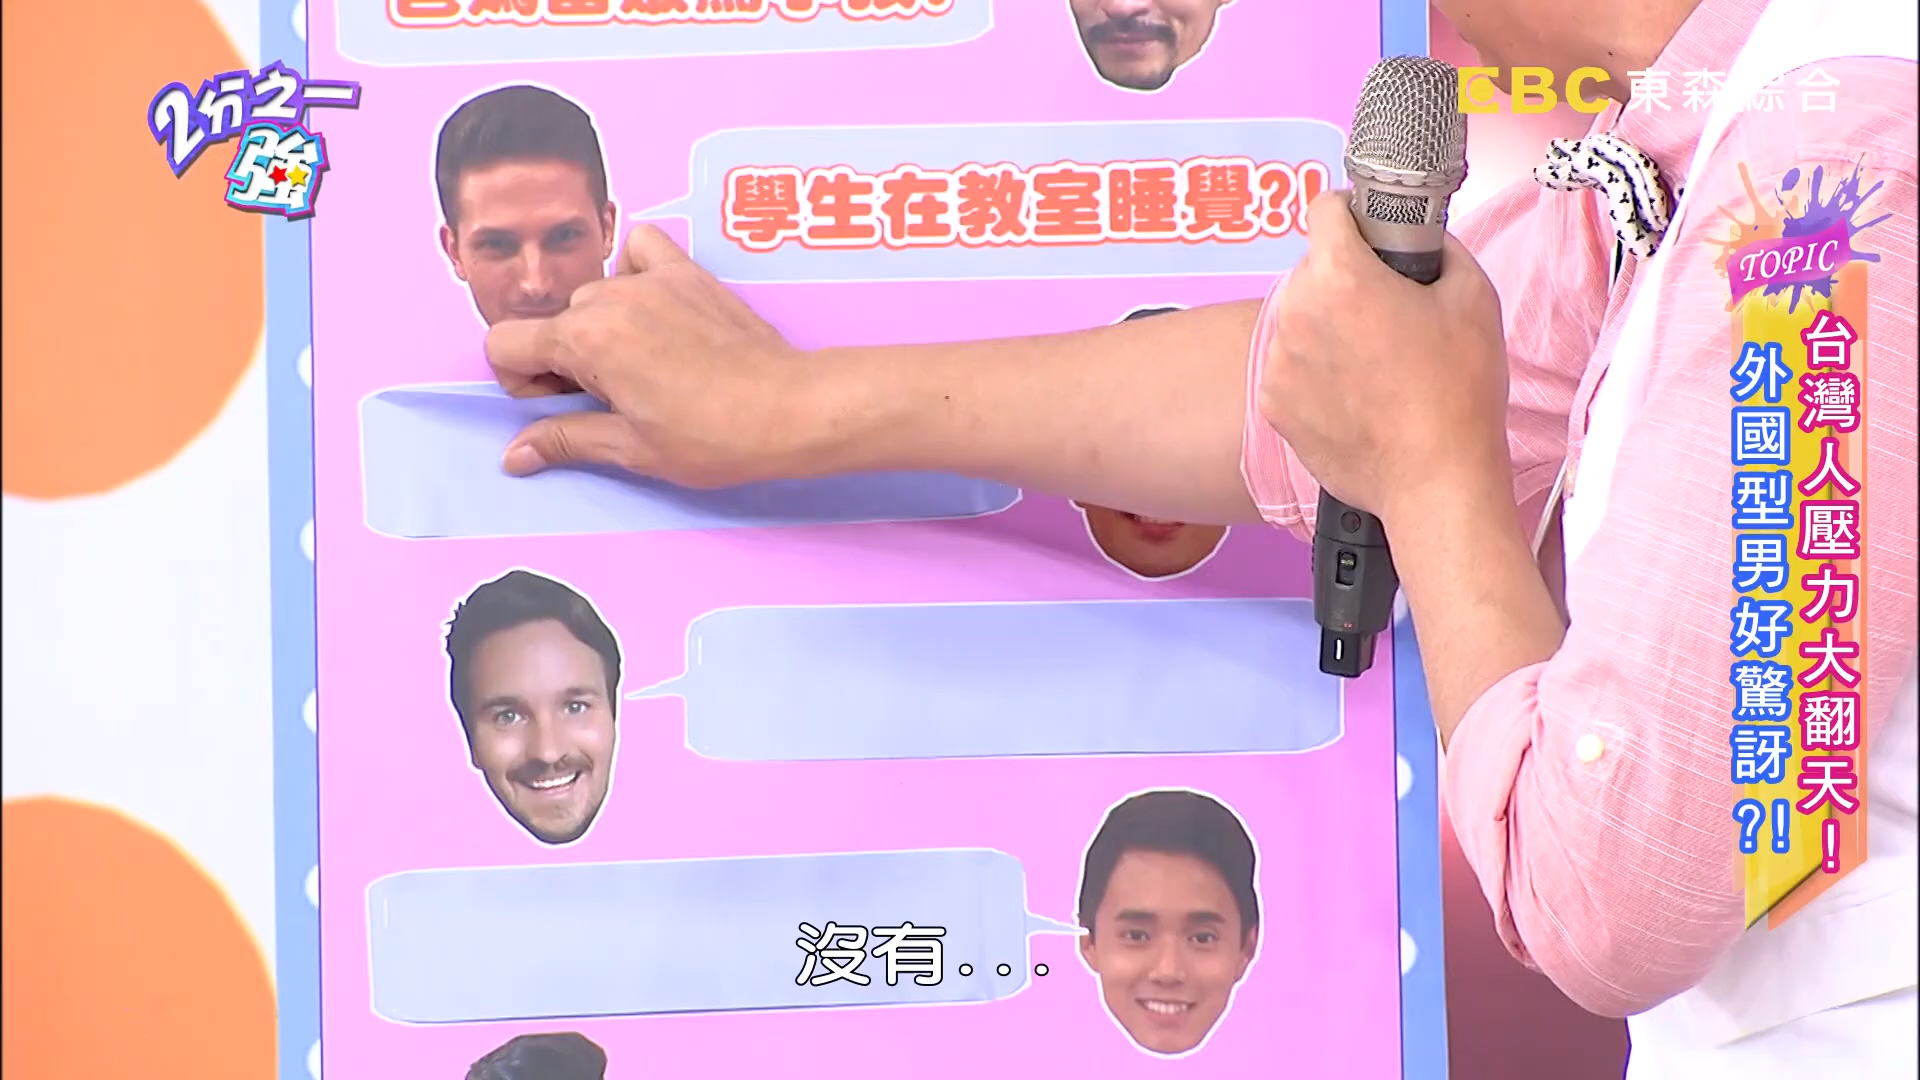 2分之一
強
EBC 東森綜合
學生在教室睡覺?!
TOPIC
台灣人壓力大翻天!
外國型男好驚訝?!
沒有...